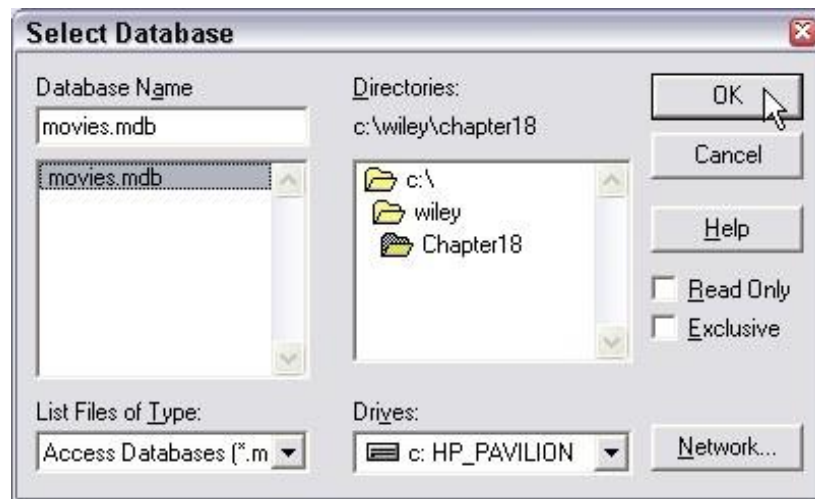 Select Database
Database Name
movies.mdb
movies.mdb
Directories:
c:\wiley\chapter18
c:\
wiley
Chapter18
OK
Cancel
Help
Read Only
Exclusive
List Files of Type:
Access Databases (*.m
Drives:
c: HP_PAVILION
Network...